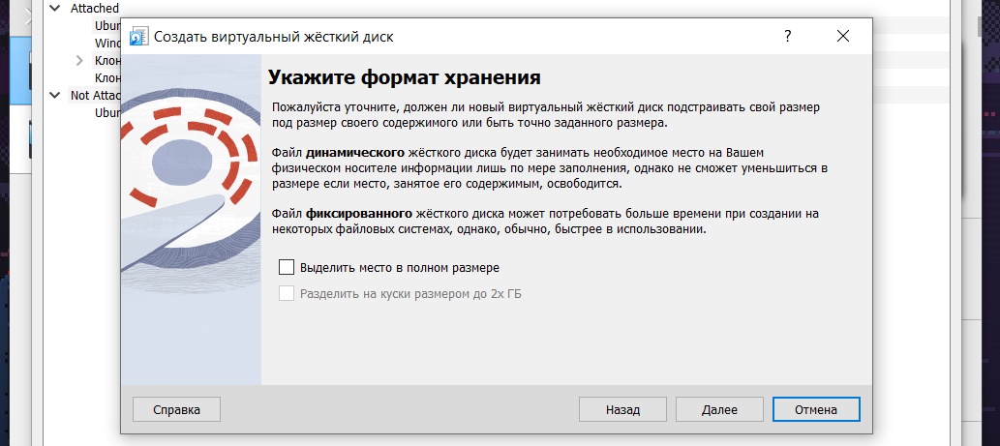 Attached
Ubu
Создать виртуальный жёсткий диск
?
Wind
Клон
Клон
Not Attac
Ubu
Укажите формат хранения
Пожалуйста уточните, должен ли новый виртуальный жёсткий диск подстраивать свой размер
под размер своего содержимого или быть точно заданного размера.
Файл динамического жёсткого диска будет занимать необходимое место на Вашем
физическом носителе информации лишь по мере заполнения, однако не сможет уменьшиться в
размере если место, занятое его содержимым, освободится.
Файл фиксированного жёсткого диска может потребовать больше времени при создании на
некоторых файловых системах, однако, обычно, быстрее в использовании.
Выделить место в полном размере
Разделить на куски размером до 2х ГБ
Справка
Назад
Далее
Отмена